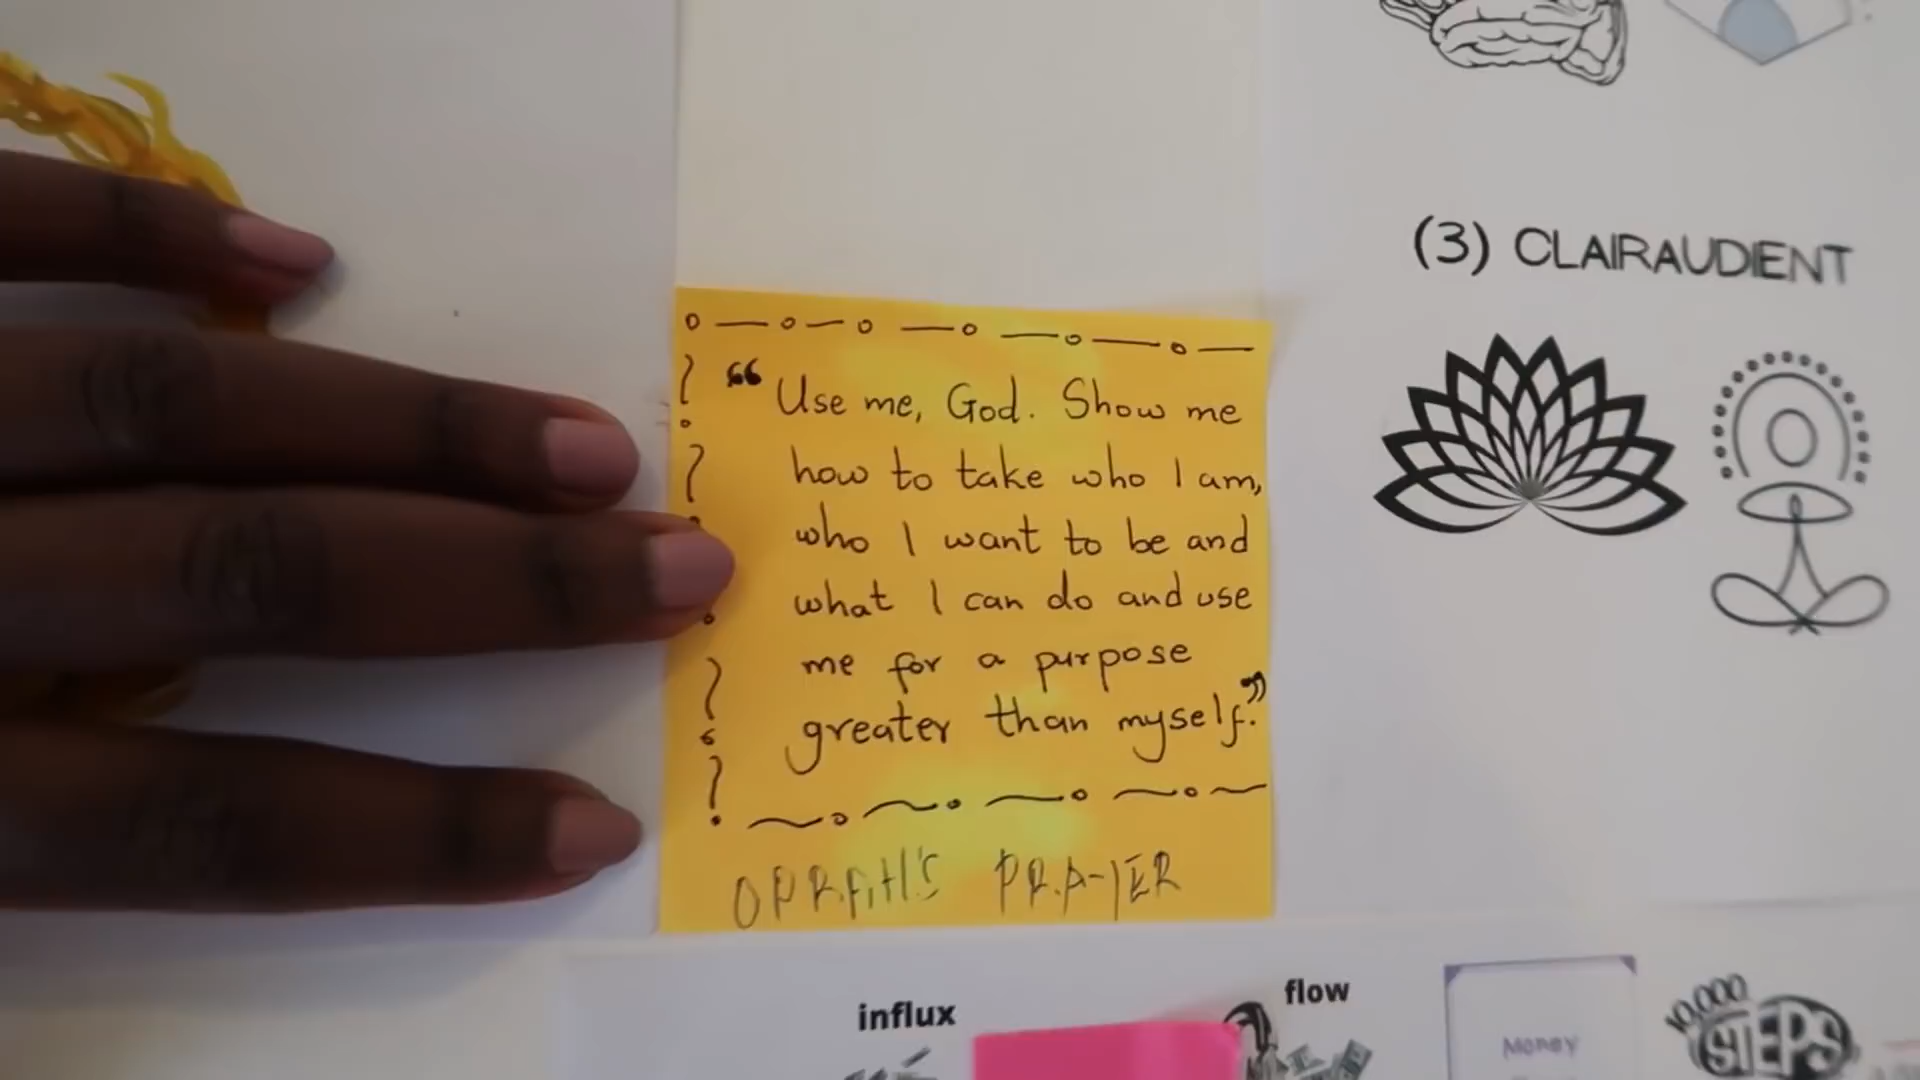 (3) CLAIRAUDIENT
“Use me, God. Show me
how to take who I am,
who I want to be and
what I can do and use
me for a purpose
greater than myself.”
OPRAH'S PRAYER
influx
flow
Money
10,000
STEPS